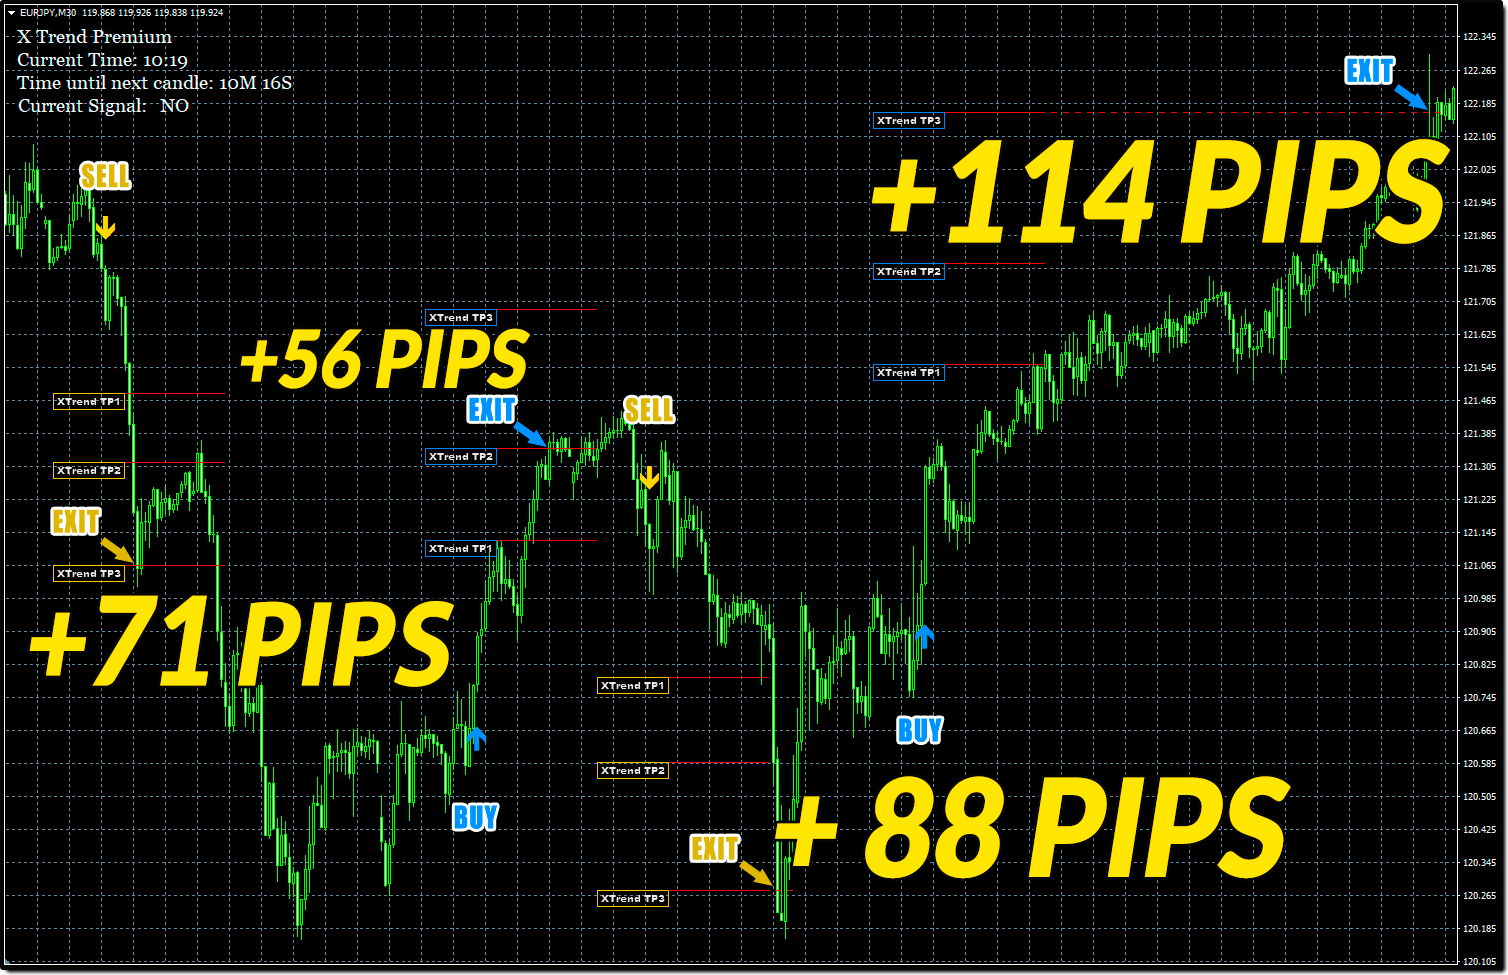 EURJPY,M30 119.868 119.926 119.838 119.924
X Trend Premium
Current Time: 10:19
Time until next candle: 10M 16S
Current Signal: NO
SELL
XTrend TP1
XTrend TP2
EXIT
XTrend TP3
+71 PIPS
XTrend TP3
+56 PIPS
EXIT
XTrend TP2
XTrend TP1
BUY
SELL
XTrend TP1
XTrend TP2
EXIT
XTrend TP3
+ 88 PIPS
EXIT
XTrend TP3
+114 PIPS
XTrend TP2
XTrend TP1
BUY
122.345
122.265
122.185
122.105
122.025
121.945
121.865
121.785
121.705
121.625
121.545
121.465
121.385
121.305
121.225
121.145
121.065
120.985
120.905
120.825
120.745
120.665
120.585
120.505
120.425
120.345
120.265
120.185
120.105